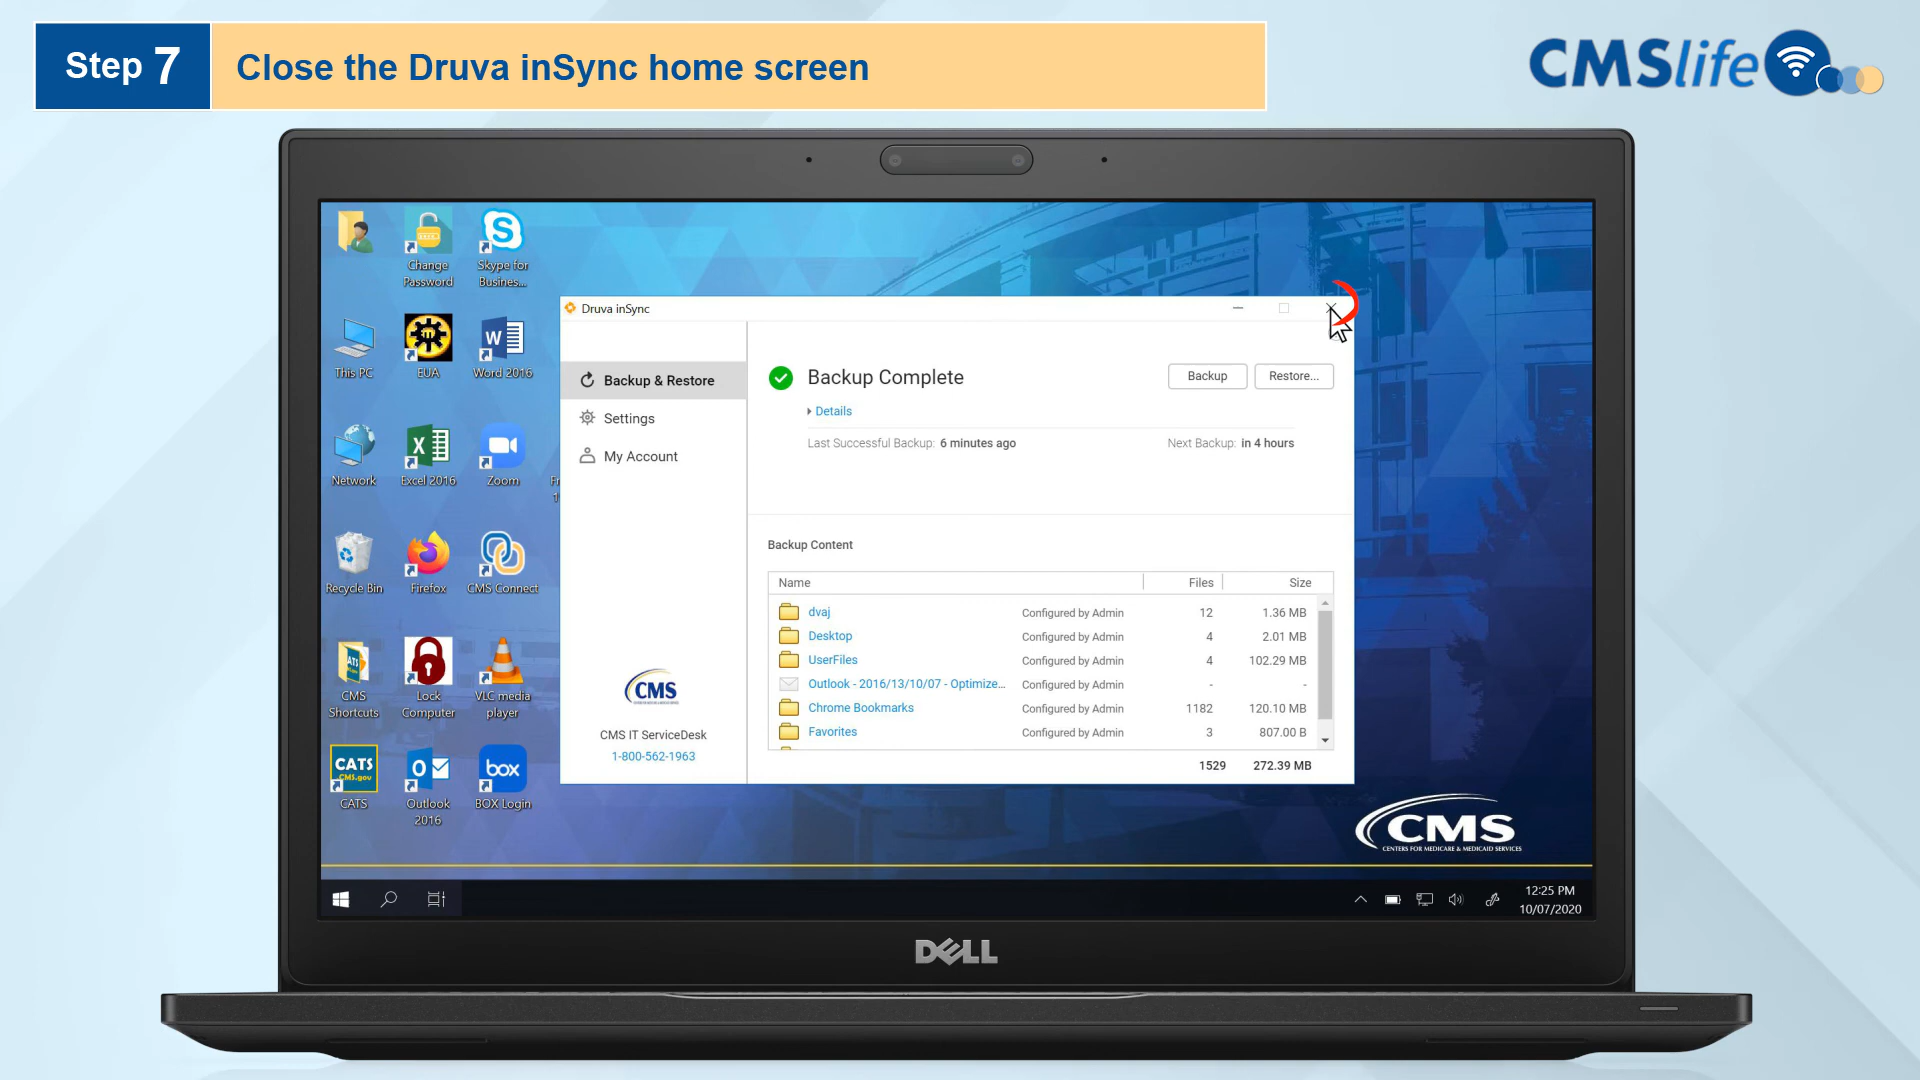 Step 7
Close the Druva inSync home screen
CMSlife
Change
Password
Skype for
Busines...
This PC
EUA
W
Word 2016
Network
X
Excel 2016
Zoom
Recycle Bin
Firefox
CMS Connect
ATS
CMS
Shortcuts
Lock
Computer
VLC media
player
CATS
CMS.gov
CATS
Outlook
2016
box
BOX Login
Druva inSync
Backup & Restore
Settings
My Account
CMS
CMS IT ServiceDesk
1-800-562-1963
Backup Complete
Backup
Restore...
Details
Last Successful Backup: 6 minutes ago
Next Backup: in 4 hours
Backup Content
Name Files Size
dvaj Configured by Admin 12 1.36 MB
Desktop Configured by Admin 4 2.01 MB
UserFiles Configured by Admin 4 102.29 MB
Outlook - 2016/13/10/07 - Optimize... Configured by Admin - -
Chrome Bookmarks Configured by Admin 1182 120.10 MB
Favorites Configured by Admin 3 807.00 B
1529 272.39 MB
CMS
CENTERS FOR MEDICARE & MEDICAID SERVICES
12:25 PM
10/07/2020
DELL